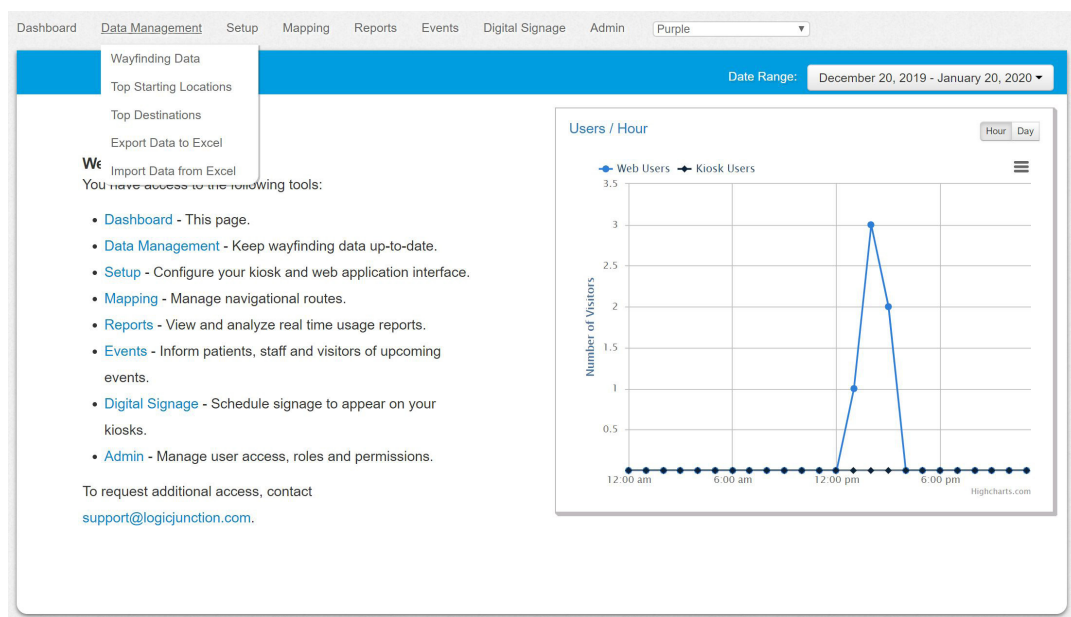 Dashboard Data Management Setup Mapping Reports Events Digital Signage Admin Purple
Wayfinding Data
Top Starting Locations
Top Destinations
Export Data to Excel
Import Data from Excel
Date Range: December 20, 2019 - January 20, 2020
You have access to the following tools:
Dashboard - This page.
Data Management - Keep wayfinding data up-to-date.
Setup - Configure your kiosk and web application interface.
Mapping - Manage navigational routes.
Reports - View and analyze real time usage reports.
Events - Inform patients, staff and visitors of upcoming
events.
Digital Signage - Schedule signage to appear on your
kiosks.
Admin - Manage user access, roles and permissions.
To request additional access, contact
support@logicjunction.com.
Users / Hour
Hour Day
Web Users Kiosk Users
Number of Visitors
3.5
3
2.5
2
1.5
1
0.5
12:00 am 6:00 am 12:00 pm 6:00 pm
Highcharts.com